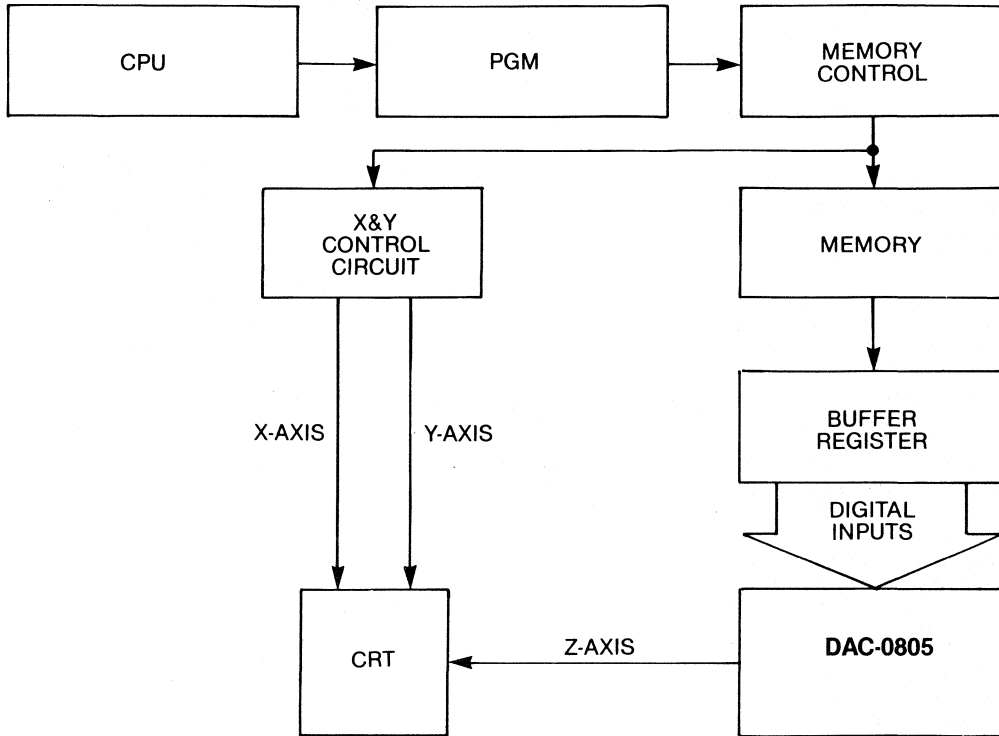 CPU
PGM
MEMORY
CONTROL
X&Y
CONTROL
CIRCUIT
MEMORY
X-AXIS
Y-AXIS
BUFFER
REGISTER
DIGITAL
INPUTS
CRT
Z-AXIS
DAC-0805